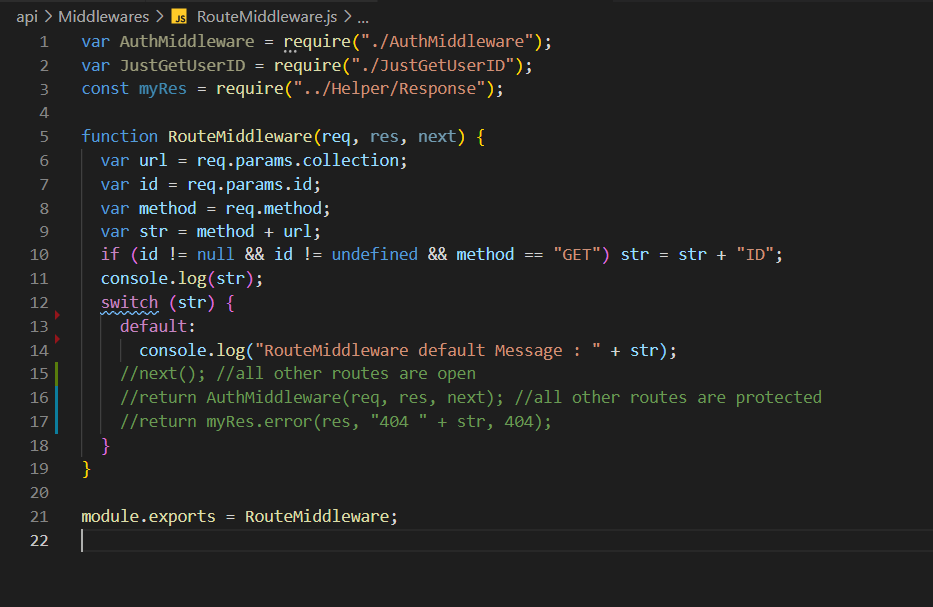 api > Middlewares > JS RouteMiddleware.js > ...
1 var AuthMiddleware = require("./AuthMiddleware");
2 var JustGetUserID = require("./JustGetUserID");
3 const myRes = require("../Helper/Response");
4
5 function RouteMiddleware(req, res, next) {
6   var url = req.params.collection;
7   var id = req.params.id;
8   var method = req.method;
9   var str = method + url;
10   if (id != null && id != undefined && method == "GET") str = str + "ID";
11   console.log(str);
12   switch (str) {
13     default:
14       console.log("RouteMiddleware default Message : " + str);
15     //next(); //all other routes are open
16     //return AuthMiddleware(req, res, next); //all other routes are protected
17     //return myRes.error(res, "404 " + str, 404);
18   }
19 }
20
21 module.exports = RouteMiddleware;
22